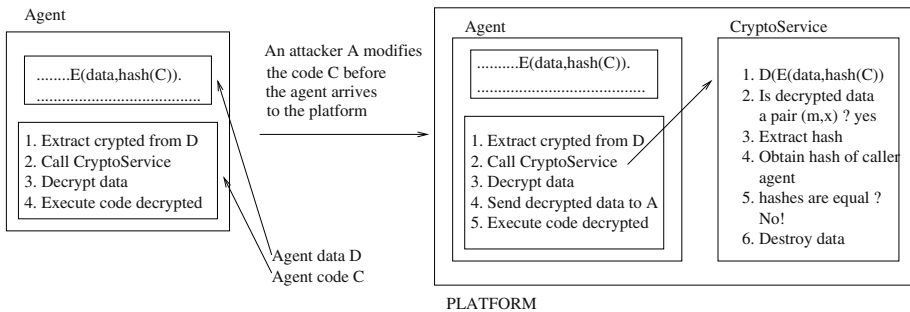 Agent
........E(data,hash(C)).
.......................................
1. Extract crypted from D
2. Call CryptoService
3. Decrypt data
4. Execute code decrypted
An attacker A modifies
the code C before
the agent arrives
to the platform
Agent data D
Agent code C
Agent
..........E(data,hash(C)).
.......................................
1. Extract crypted from D
2. Call CryptoService
3. Decrypt data
4. Send decrypted data to A
5. Execute code decrypted
CryptoService
1. D(E(data,hash(C))
2. Is decrypted data
a pair (m,x) ? yes
3. Extract hash
4. Obtain hash of caller
agent
5. hashes are equal ?
No!
6. Destroy data
PLATFORM